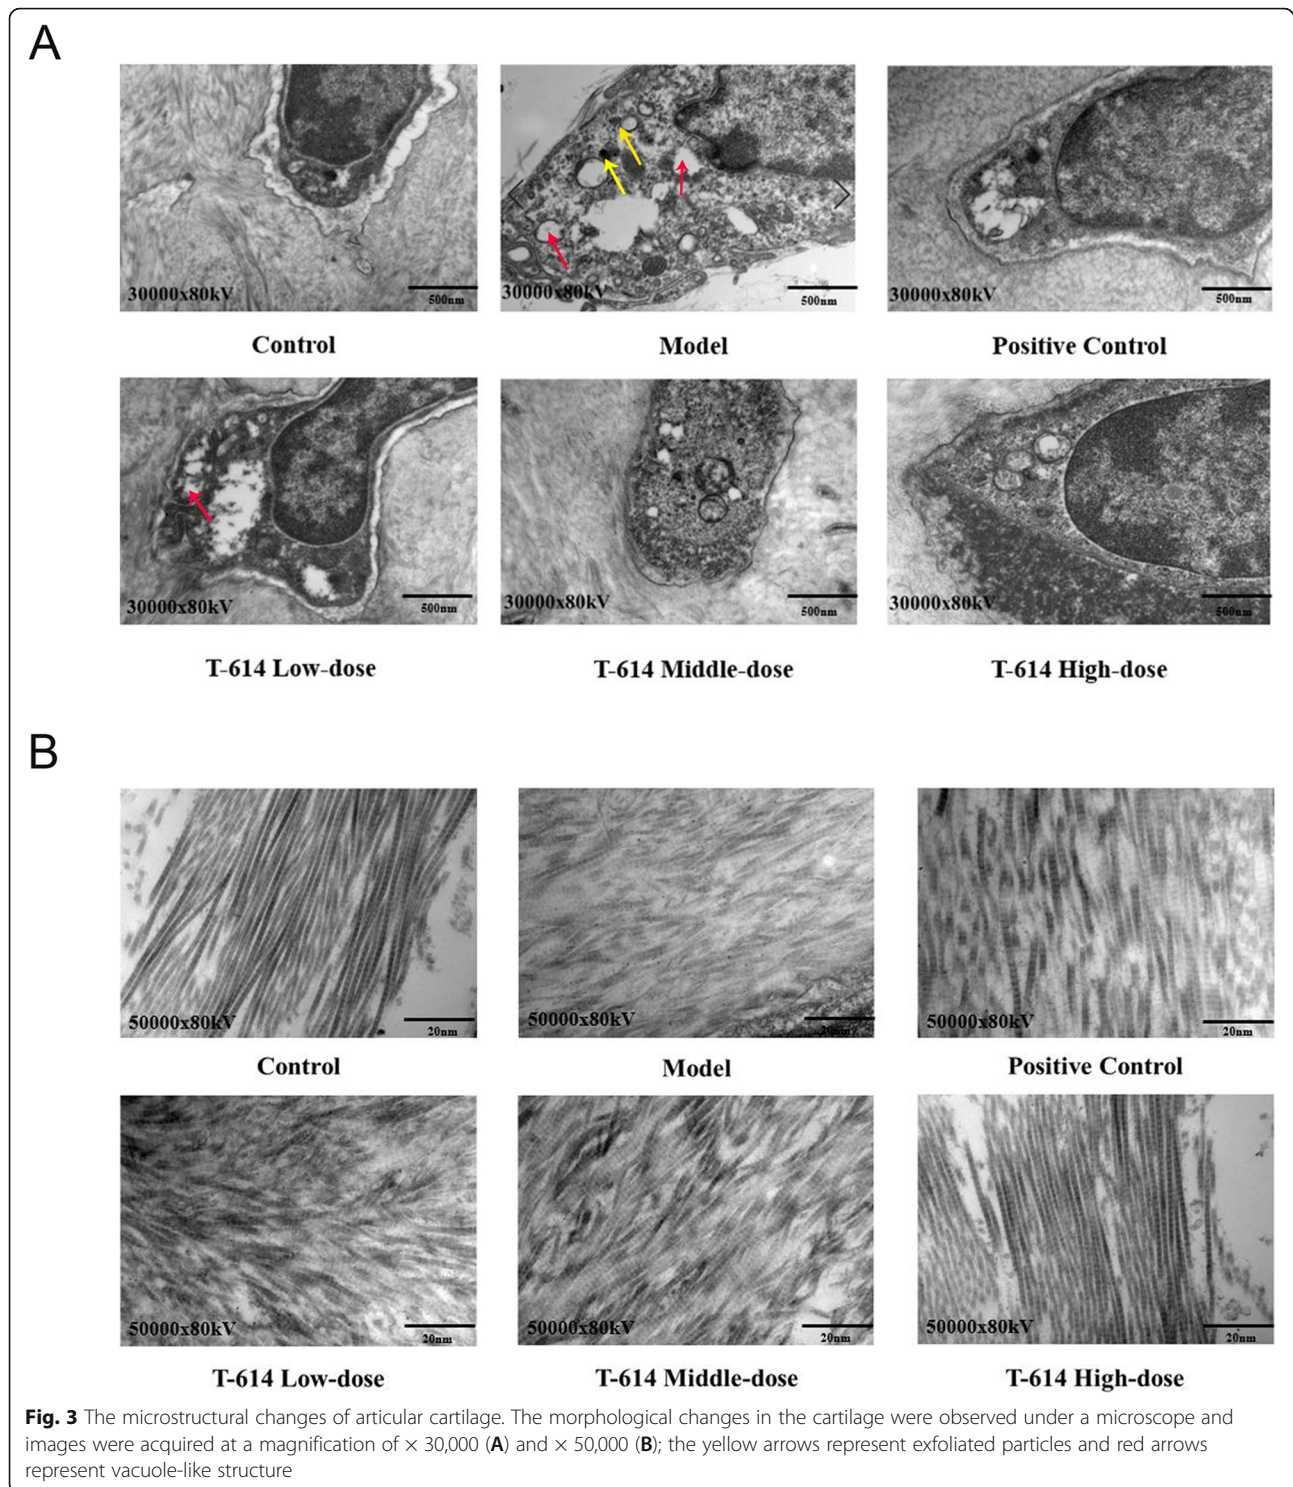 A
30000x80kV 500nm
30000x80kV 500nm
30000x80kV 500nm
Control Model Positive Control
30000x80kV 500nm
30000x80kV 500nm
30000x80kV 500nm
T-614 Low-dose T-614 Middle-dose T-614 High-dose
B
50000x80kV 20nm
50000x80kV 20nm
50000x80kV 20nm
Control Model Positive Control
50000x80kV 20nm
50000x80kV 20nm
50000x80kV 20nm
T-614 Low-dose T-614 Middle-dose T-614 High-dose
Fig. 3 The microstructural changes of articular cartilage. The morphological changes in the cartilage were observed under a microscope and
images were acquired at a magnification of × 30,000 (A) and × 50,000 (B); the yellow arrows represent exfoliated particles and red arrows
represent vacuole-like structure